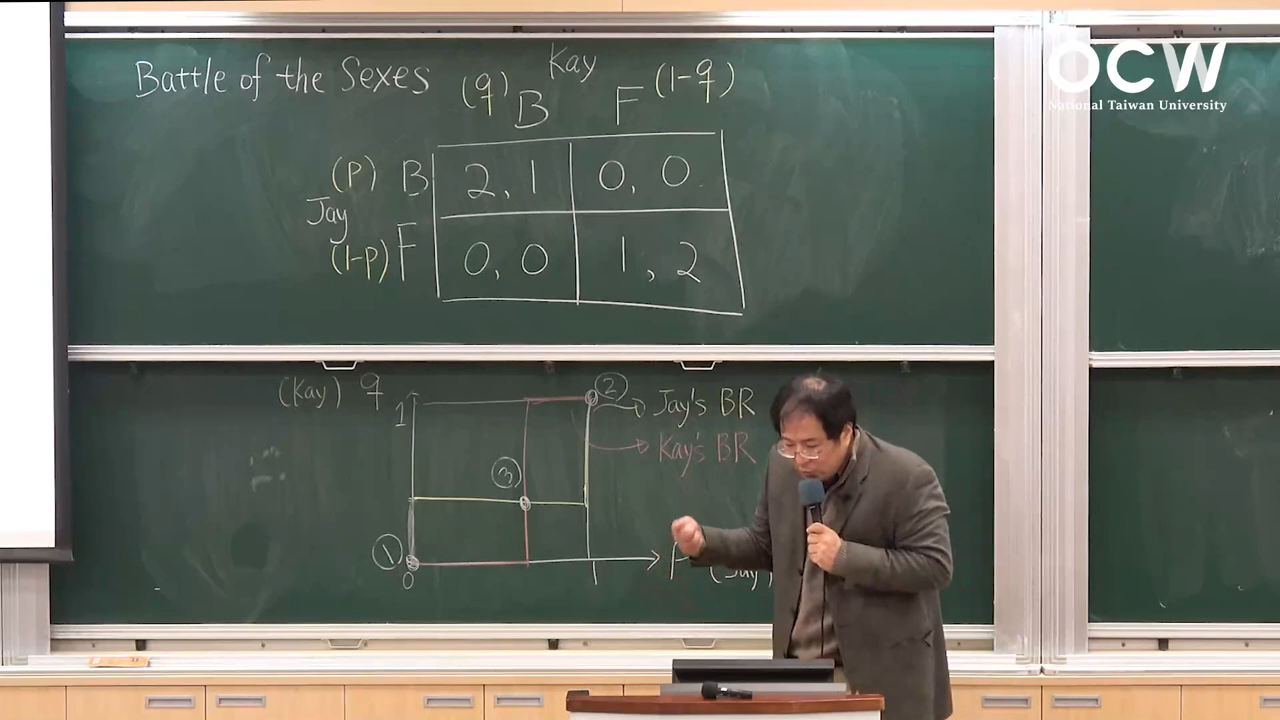 OCW
National Taiwan University
Battle of the Sexes
Kay
(q) B F (1-q)
(P) B 2, 1 0, 0
Jay
(1-P) F 0, 0 1, 2
(Kay) q
1
② → Jay's BR
→ Kay's BR
③
①
0
1
P (Jay)